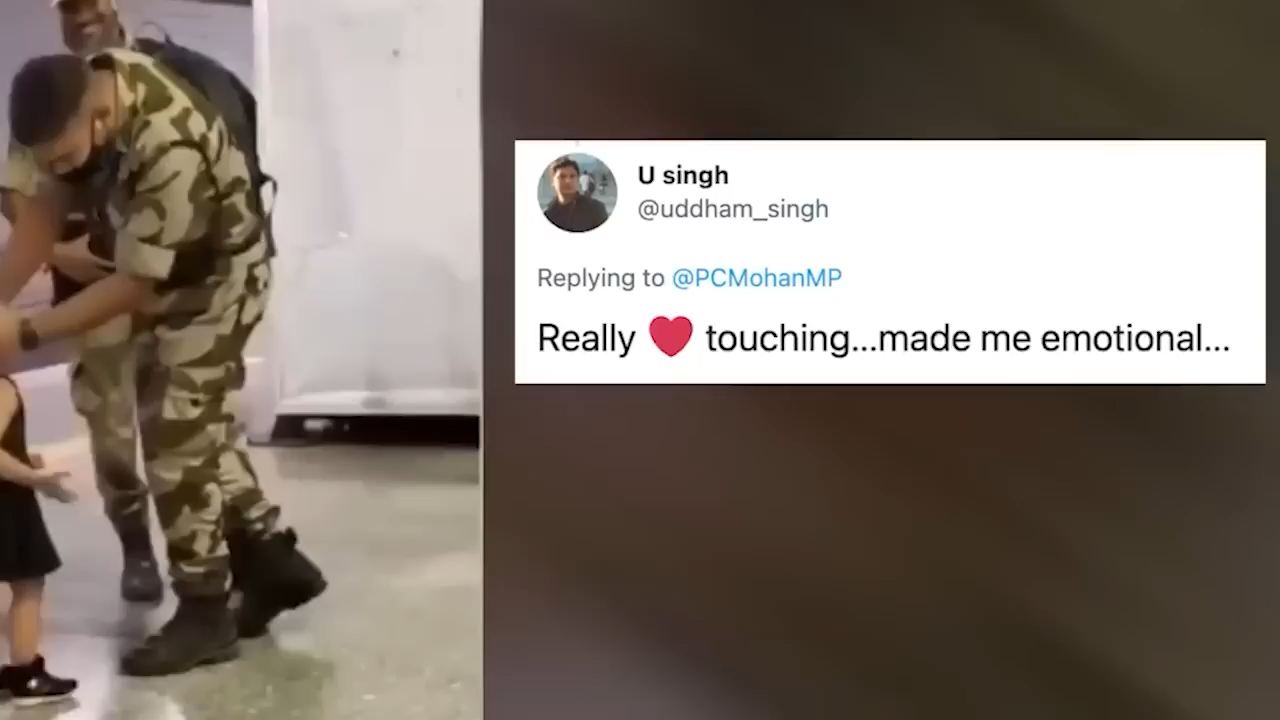 U singh
@uddham_singh
Replying to @PCMohanMP
Really ❤️ touching...made me emotional...